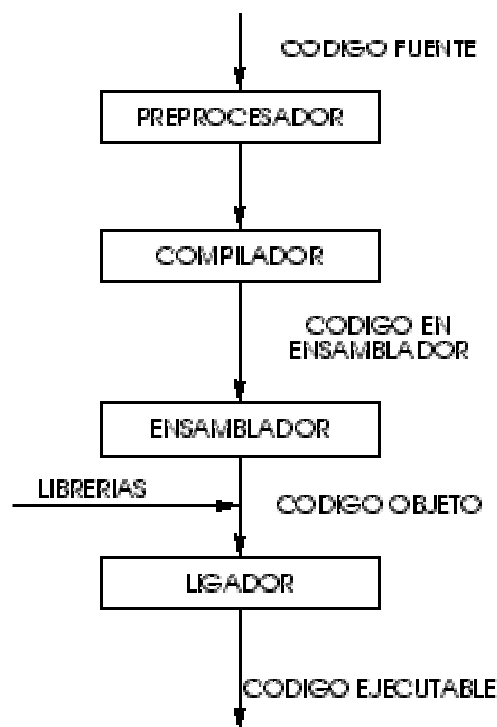 CODIGO FUENTE
PREPROCESADOR
COMPILADOR
CODIGO EN
ENSAMBLADOR
ENSAMBLADOR
LIBRERIAS
CODIGO OBJETO
LIGADOR
CODIGO EJECUTABLE